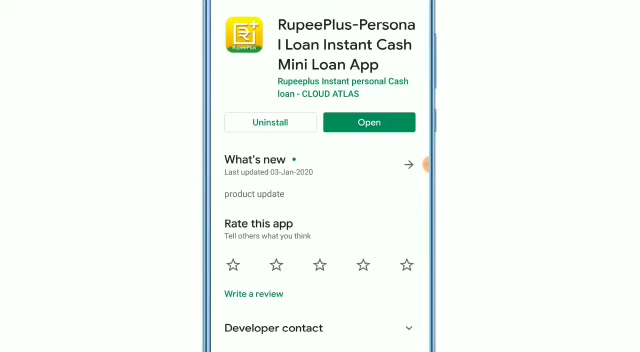 RUPEEPLUS
RupeePlus-Persona
l Loan Instant Cash
Mini Loan App
Rupeeplus Instant personal Cash
loan - CLOUD ATLAS
Uninstall
Open
What's new
Last updated 03-Jan-2020
product update
Rate this app
Tell others what you think
Write a review
Developer contact